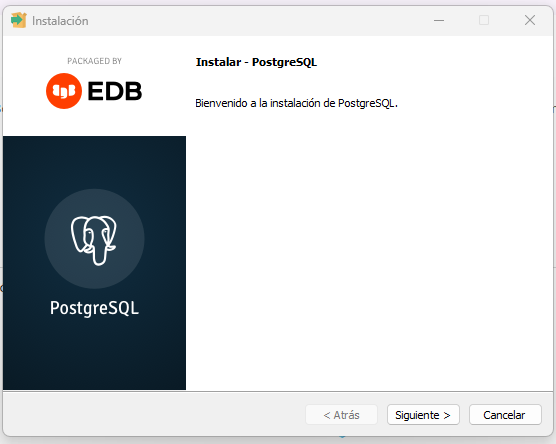 Instalación
PACKAGED BY
EDB
Instalar - PostgreSQL
Bienvenido a la instalación de PostgreSQL.
PostgreSQL
< Atrás
Siguiente >
Cancelar